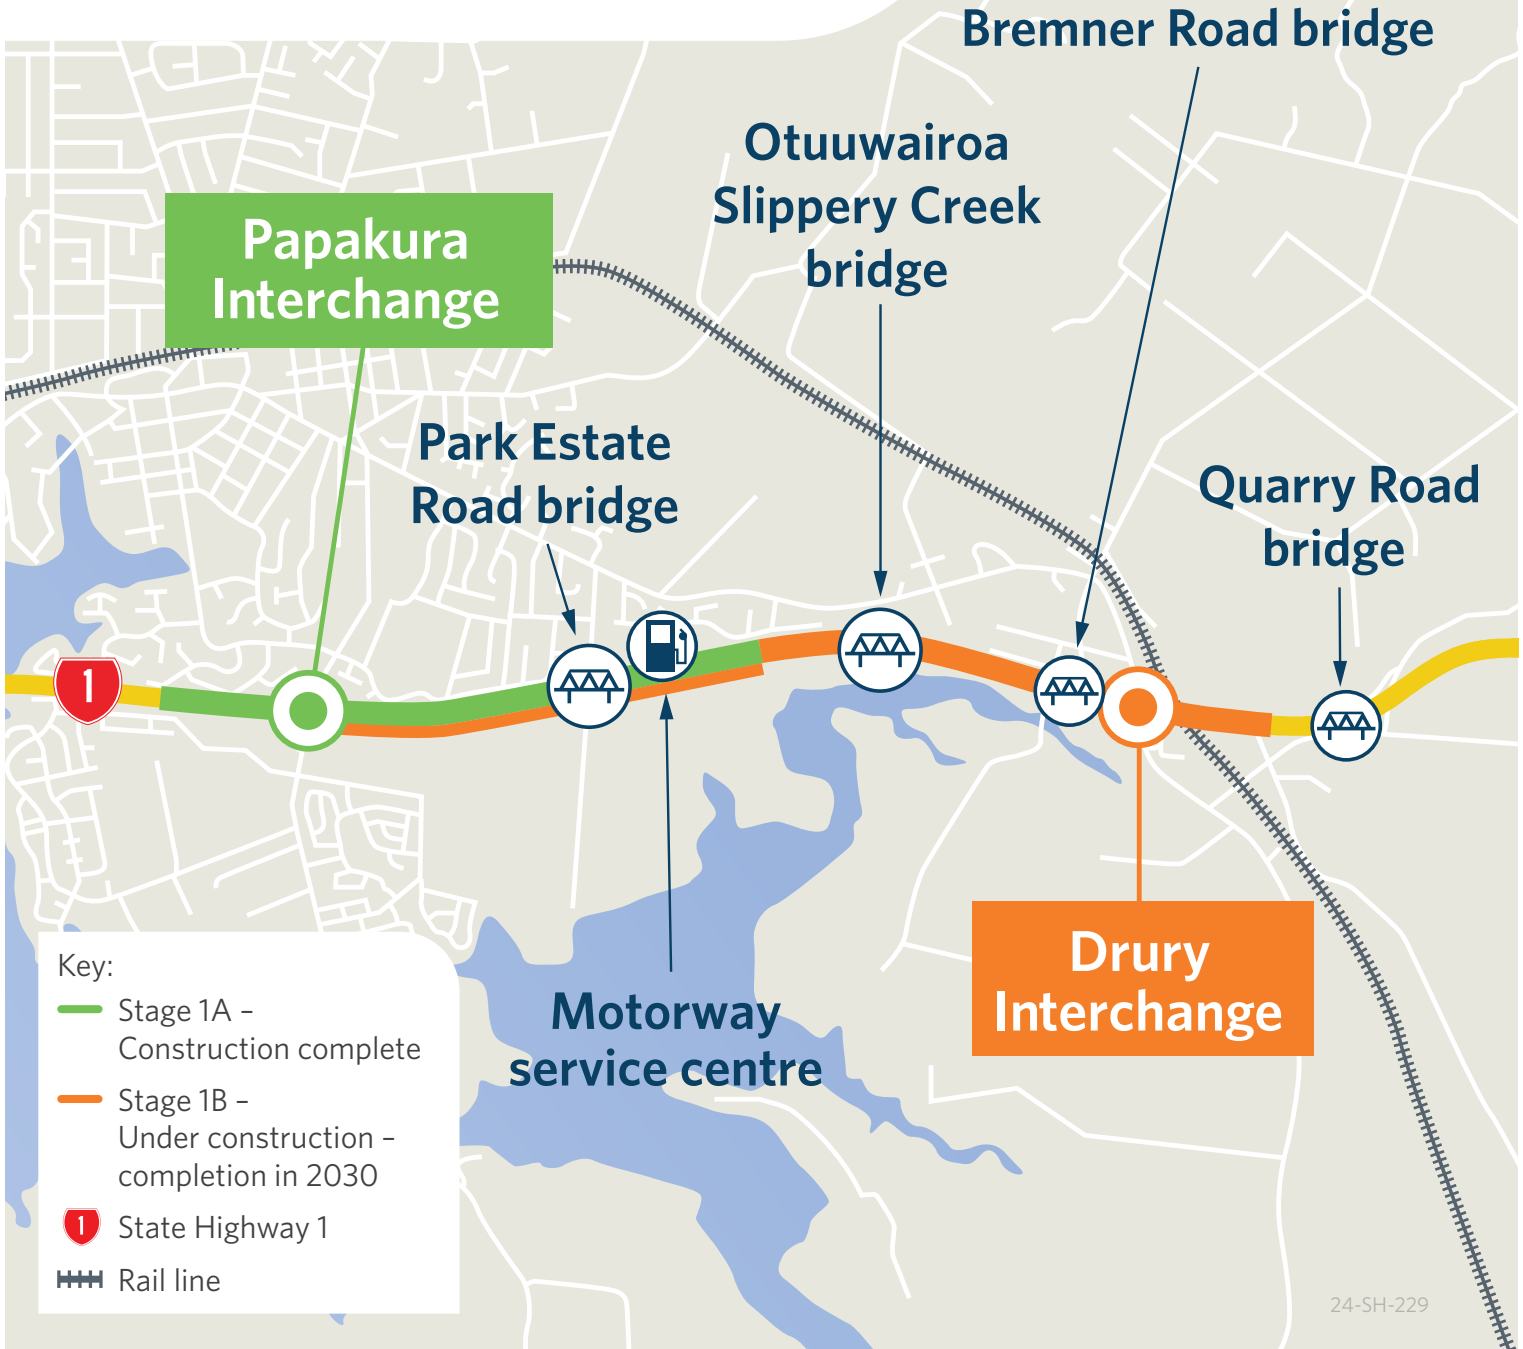 Bremner Road bridge
Otuuwairoa
Slippery Creek
bridge
Papakura
Interchange
Park Estate
Road bridge
Quarry Road
bridge
1
Drury
Interchange
Motorway
service centre
Key:
Stage 1A –
Construction complete
Stage 1B –
Under construction –
completion in 2030
1
State Highway 1
Rail line
24-SH-229